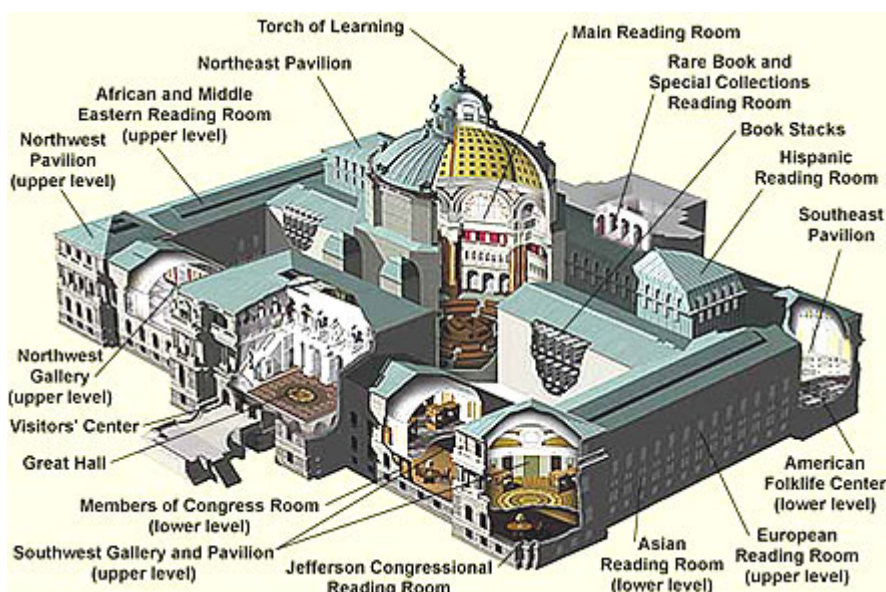 Torch of Learning
Main Reading Room
Northeast Pavilion
Rare Book and
Special Collections
Reading Room
African and Middle
Eastern Reading Room
(upper level)
Book Stacks
Northwest
Pavilion
(upper level)
Hispanic
Reading Room
Southeast
Pavilion
Northwest
Gallery
(upper level)
Visitors' Center
Great Hall
Members of Congress Room
(lower level)
Southwest Gallery and Pavilion
(upper level)
Jefferson Congressional
Reading Room
Asian
Reading Room
(lower level)
European
Reading Room
(upper level)
American
Folklife Center
(lower level)